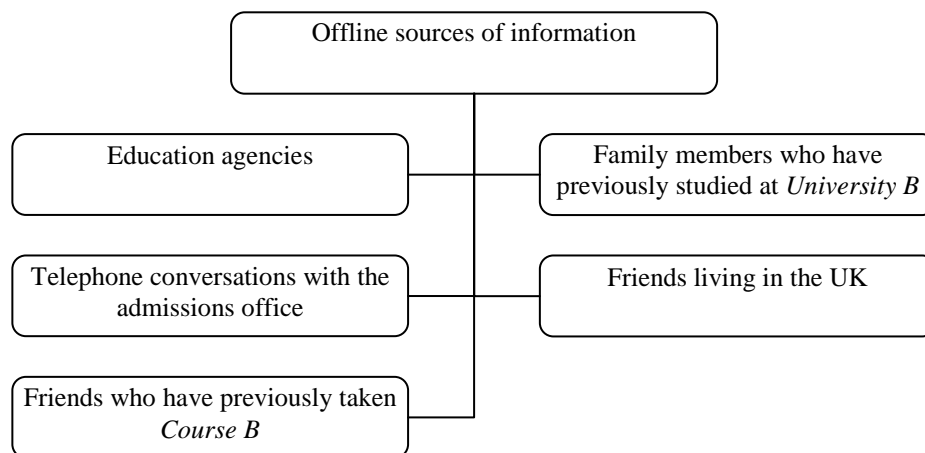 Offline sources of information
Education agencies
Family members who have
previously studied at University B
Telephone conversations with the
admissions office
Friends living in the UK
Friends who have previously taken
Course B